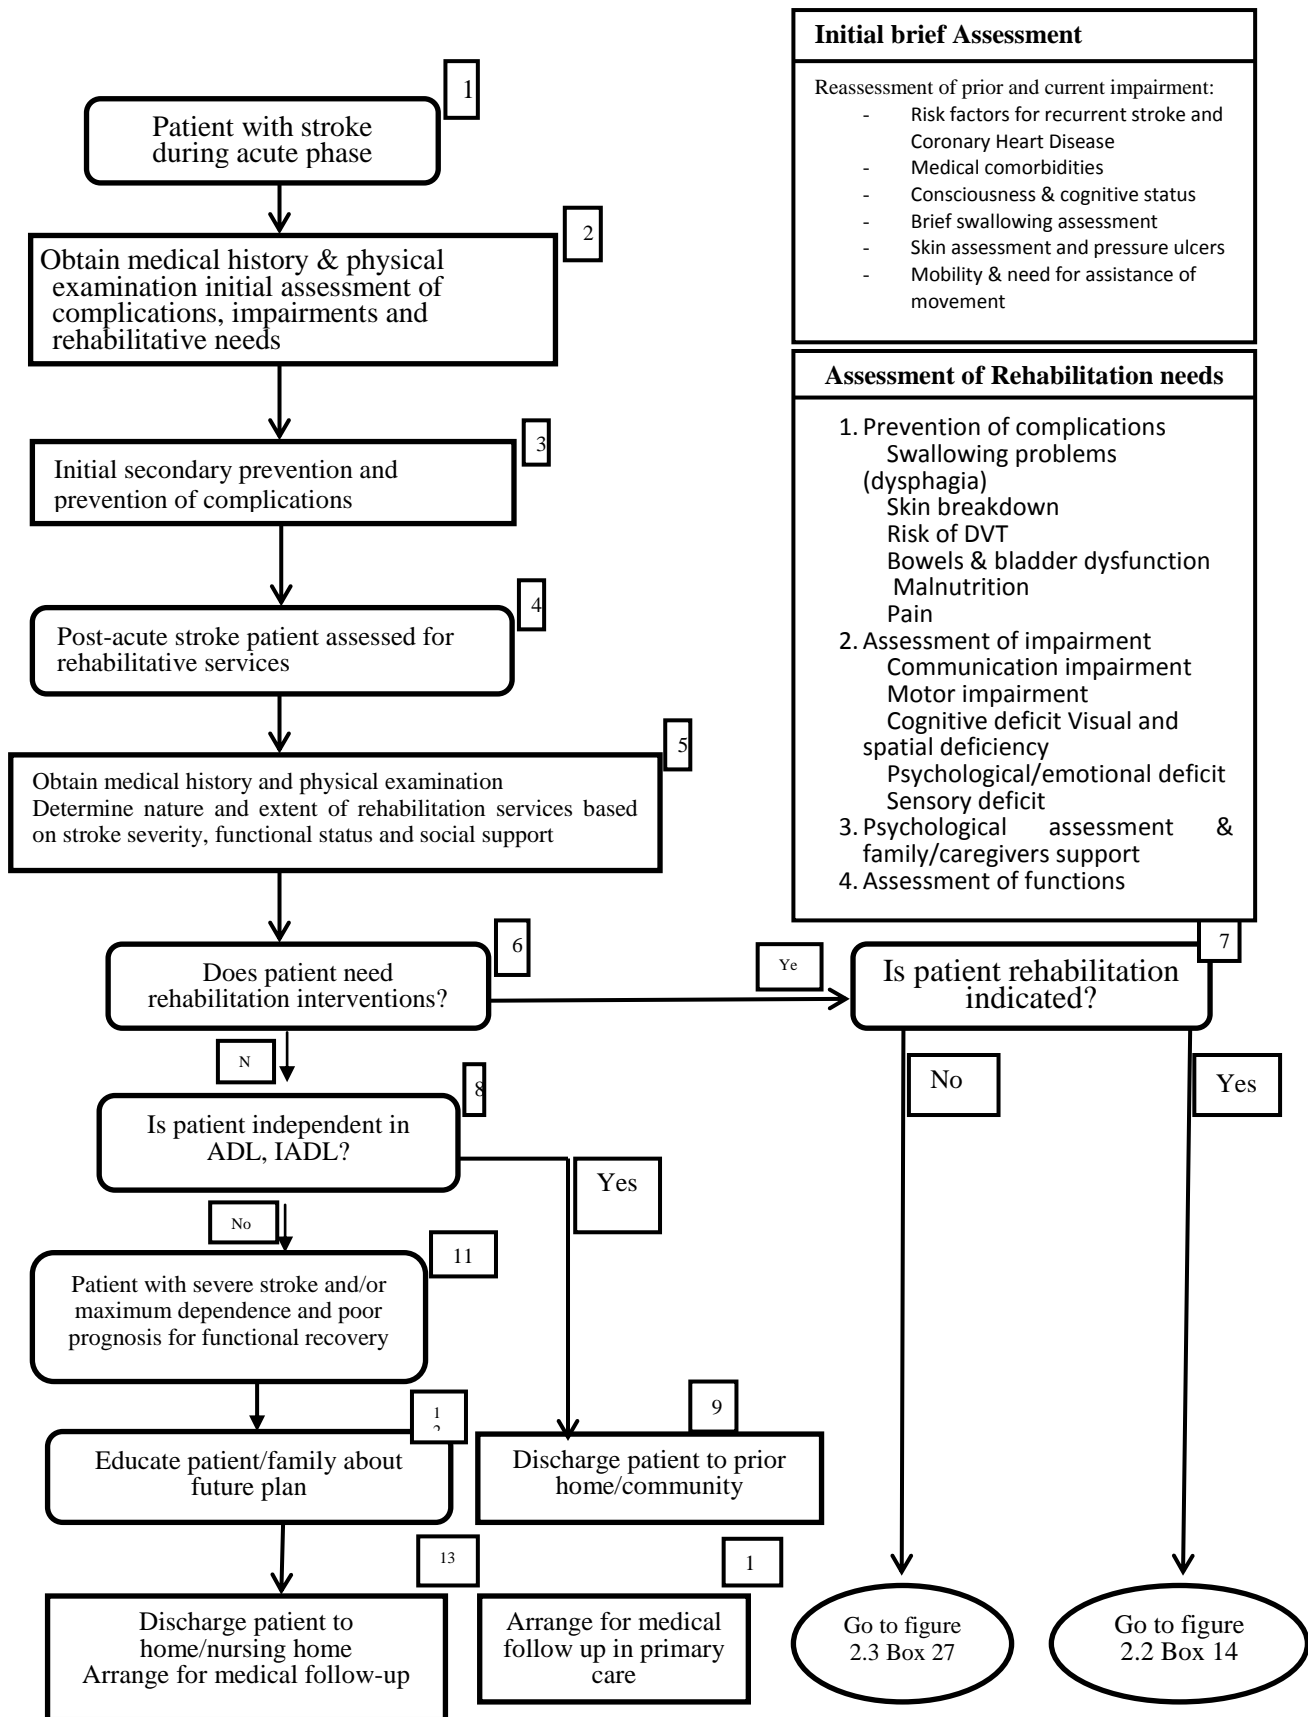 1
Patient with stroke
during acute phase
2
Obtain medical history & physical
examination initial assessment of
complications, impairments and
rehabilitative needs
3
Initial secondary prevention and
prevention of complications
4
Post-acute stroke patient assessed for
rehabilitative services
5
Obtain medical history and physical examination
Determine nature and extent of rehabilitation services based
on stroke severity, functional status and social support
6
Does patient need
rehabilitation interventions?
Ye
N
8
Is patient independent in
ADL, IADL?
Yes
No
11
Patient with severe stroke and/or
maximum dependence and poor
prognosis for functional recovery
1
Educate patient/family about
future plan
9
Discharge patient to prior
home/community
13
Discharge patient to
home/nursing home
Arrange for medical follow-up
1
Arrange for medical
follow up in primary
care
Initial brief Assessment
Reassessment of prior and current impairment:
- Risk factors for recurrent stroke and
Coronary Heart Disease
- Medical comorbidities
- Consciousness & cognitive status
- Brief swallowing assessment
- Skin assessment and pressure ulcers
- Mobility & need for assistance of
movement
Assessment of Rehabilitation needs
1. Prevention of complications
Swallowing problems
(dysphagia)
Skin breakdown
Risk of DVT
Bowels & bladder dysfunction
Malnutrition
Pain
2. Assessment of impairment
Communication impairment
Motor impairment
Cognitive deficit Visual and
spatial deficiency
Psychological/emotional deficit
Sensory deficit
3. Psychological assessment &
family/caregivers support
4. Assessment of functions
7
Is patient rehabilitation
indicated?
No
Yes
Go to figure
2.3 Box 27
Go to figure
2.2 Box 14